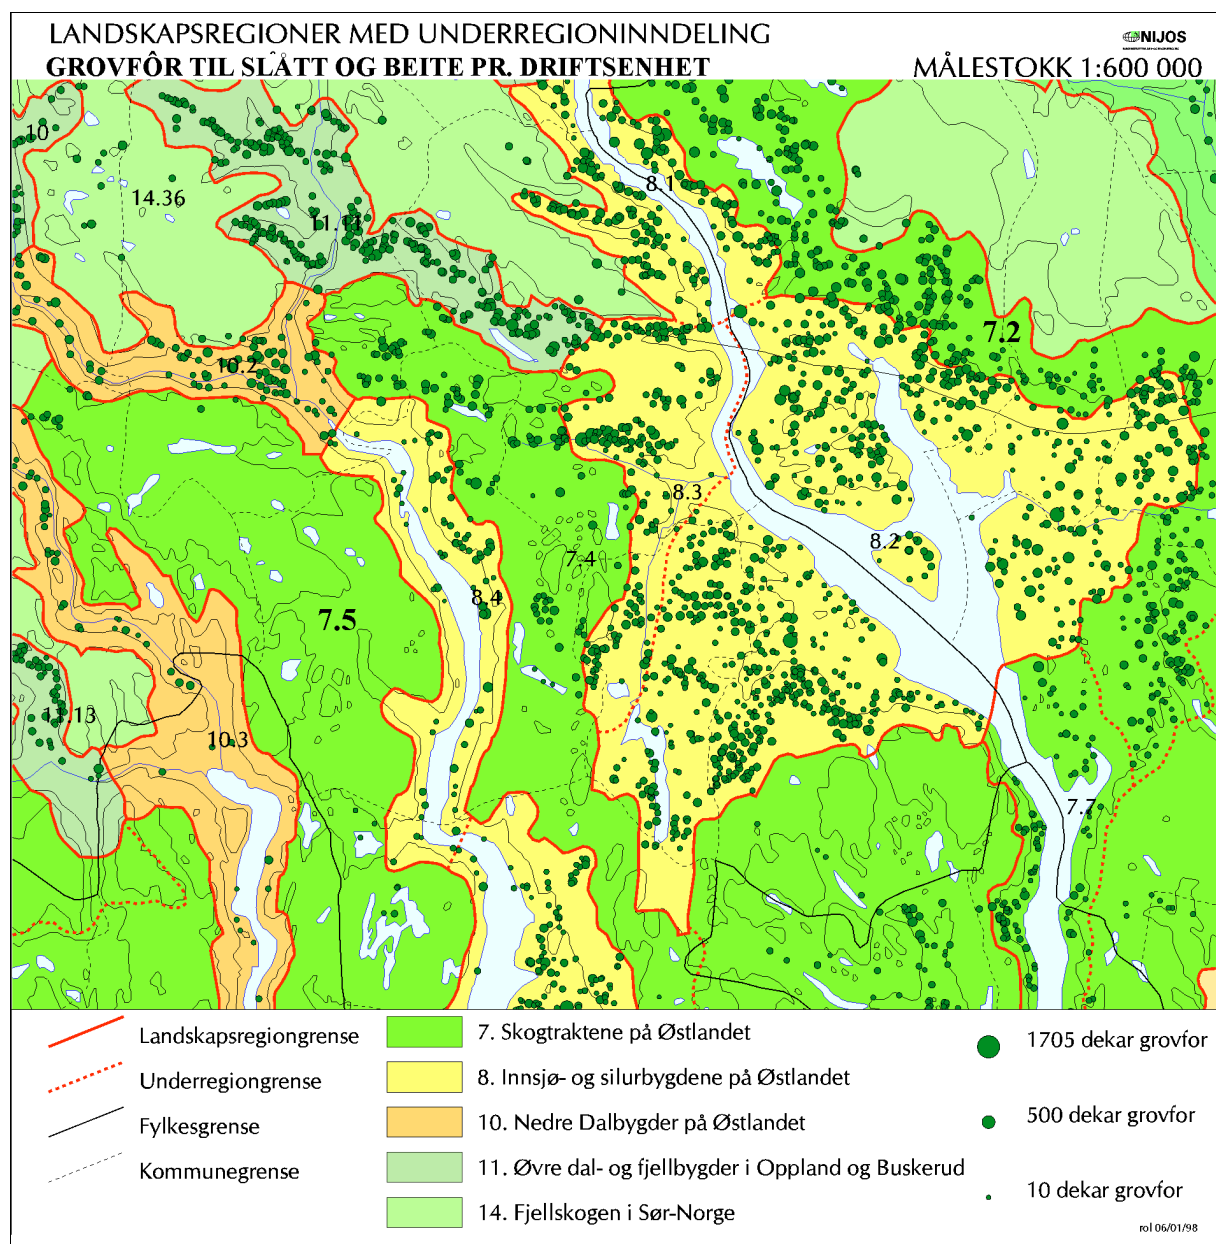 LANDSKAPSREGIONER MED UNDERREGIONINNDELING
NIJOS
GROVFÔR TIL SLÅTT OG BEITE PR. DRIFTSENHET
MÅLESTOKK 1:600 000
10
8.1
14.36
11.11
7.2
10.2
8.3
8.2
7.4
8.4
7.5
11.13
10.3
7.7
Landskapsregiongrense
Underregiongrense
Fylkesgrense
Kommunegrense
7. Skogtraktene på Østlandet
8. Innsjø- og silurbygdene på Østlandet
10. Nedre Dalbygder på Østlandet
11. Øvre dal- og fjellbygder i Oppland og Buskerud
14. Fjellskogen i Sør-Norge
1705 dekar grovfor
500 dekar grovfor
10 dekar grovfor
rol 06/01/98